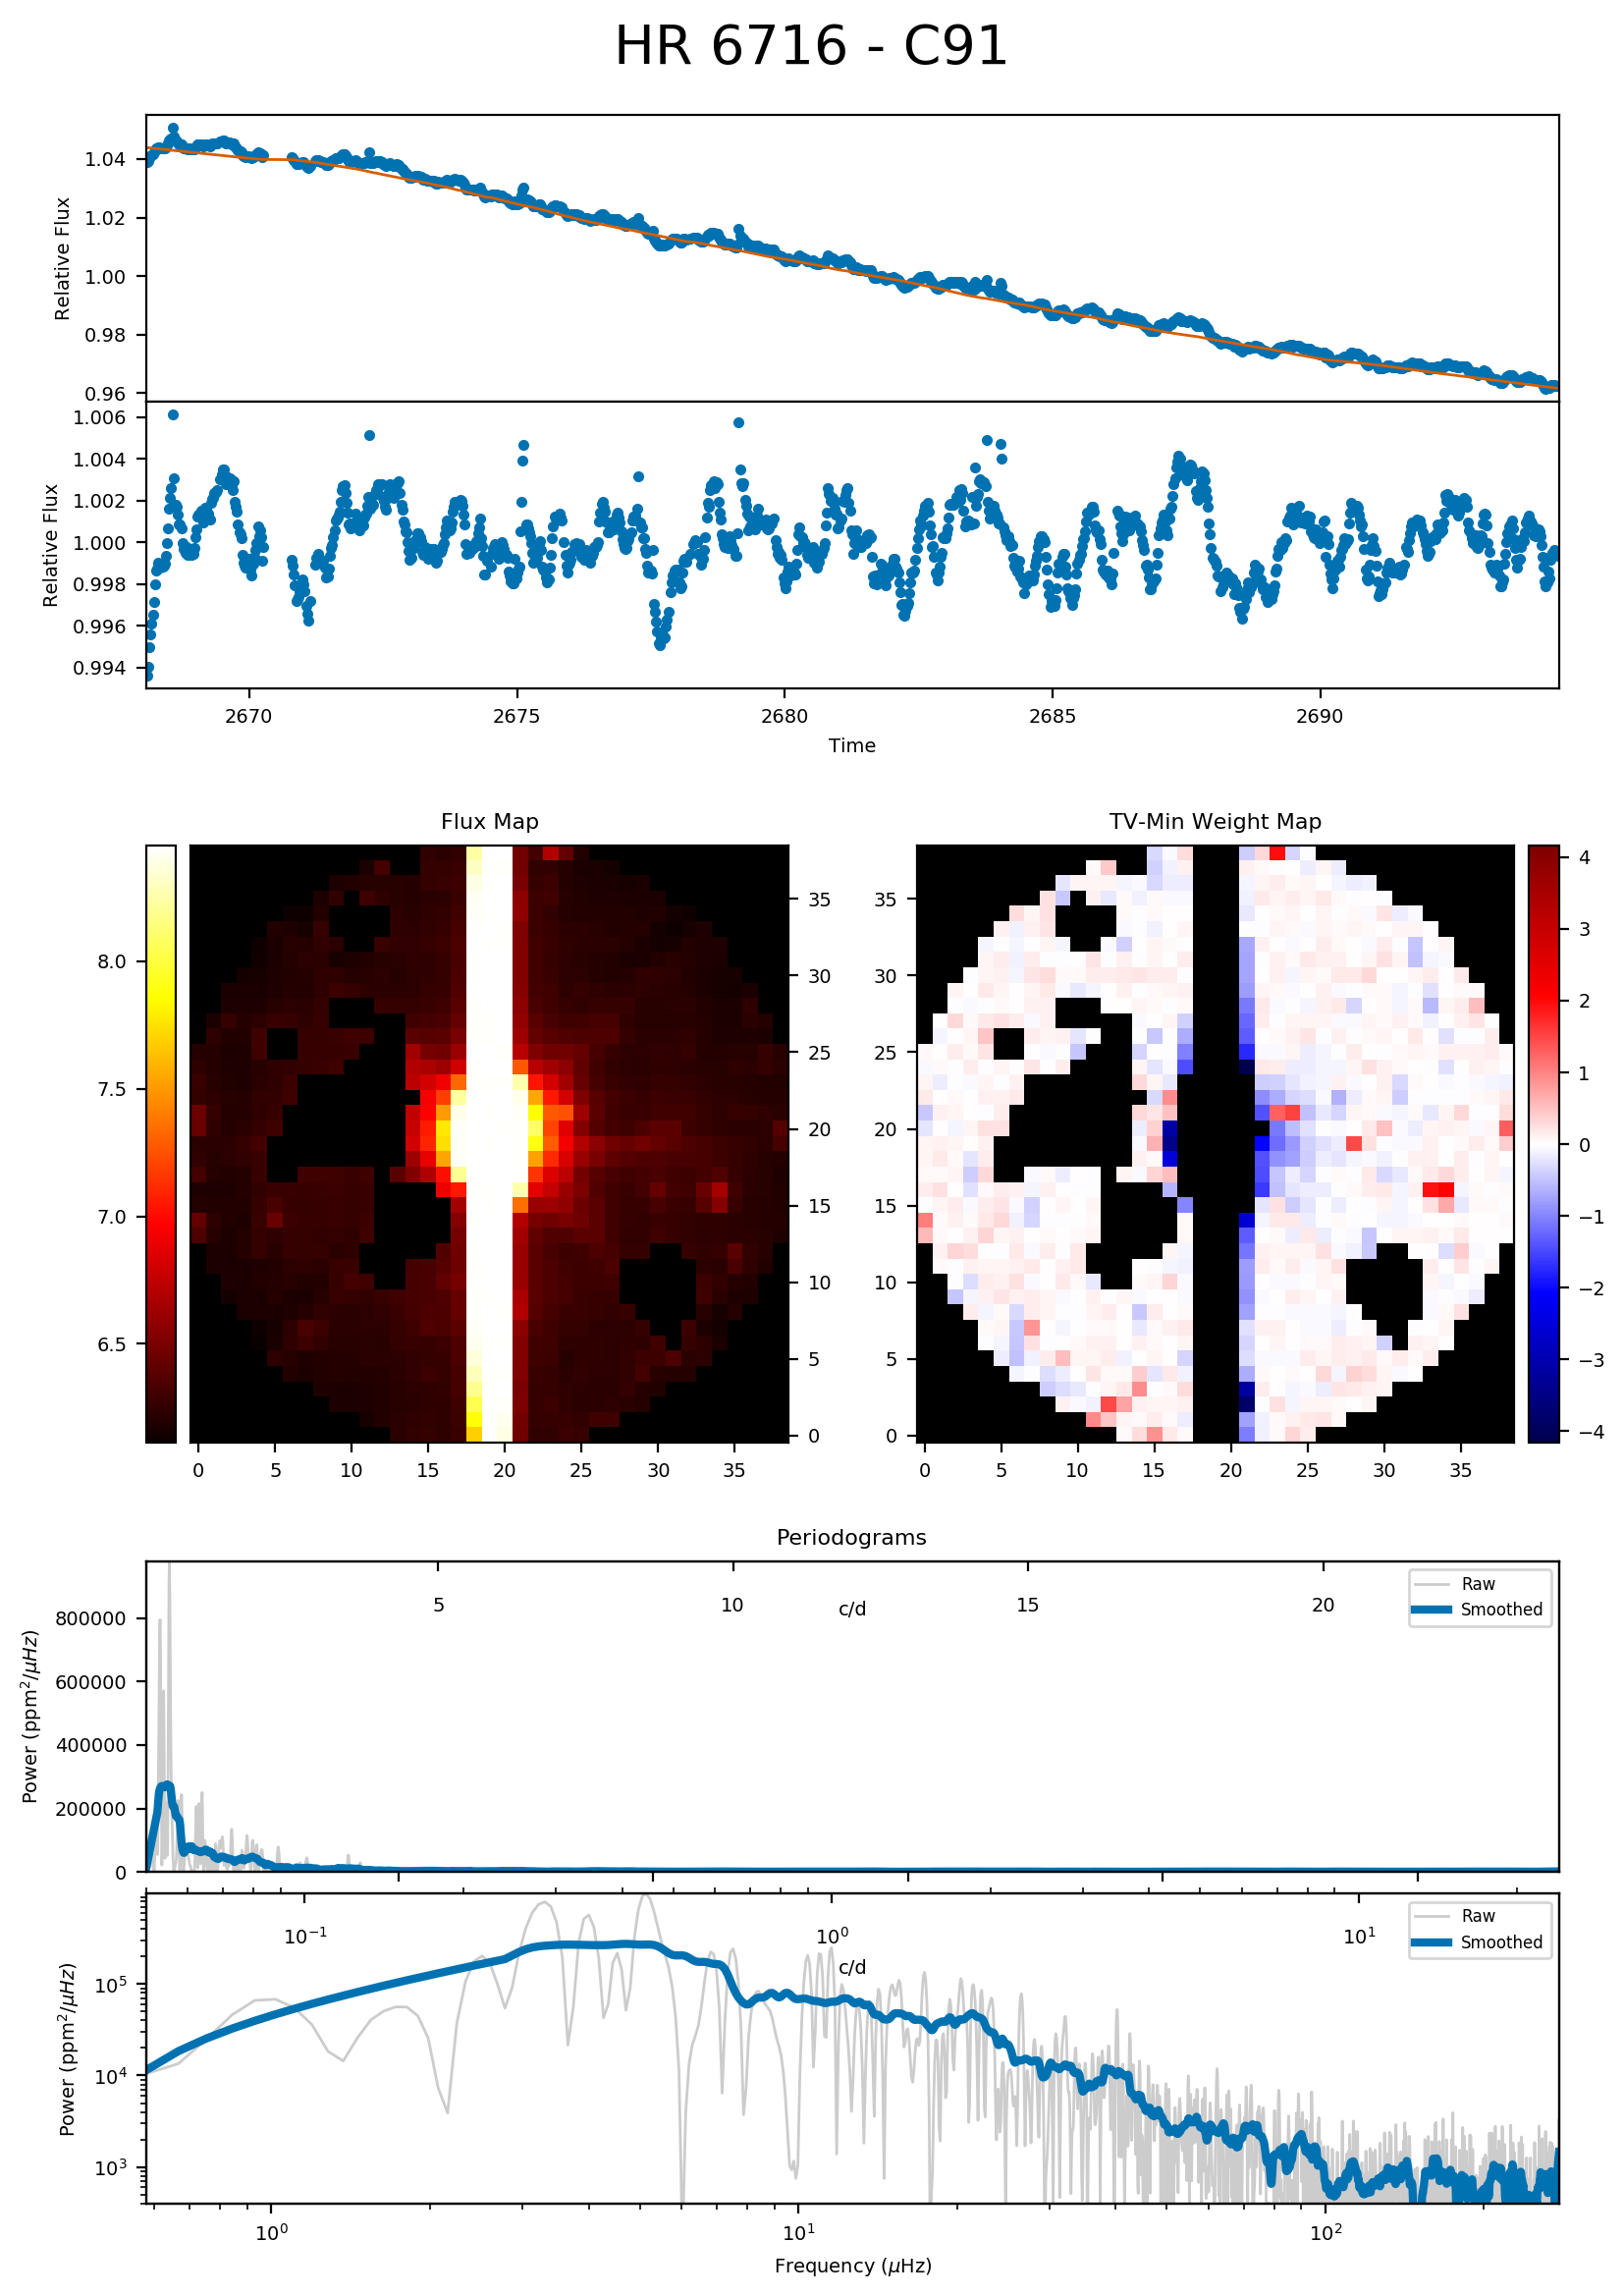 HR 6716 - C91
1.04
1.02
1.00
0.98
0.96
Relative Flux
1.006
1.004
1.002
1.000
0.998
0.996
0.994
Relative Flux
2670 2675 2680 2685 2690
Time
Flux Map
8.0
7.5
7.0
6.5
35
30
25
20
15
10
5
0
0 5 10 15 20 25 30 35
TV-Min Weight Map
35
30
25
20
15
10
5
0
0 5 10 15 20 25 30 35
4
3
2
1
0
−1
−2
−3
−4
Periodograms
800000
600000
400000
200000
0
Power (ppm²/μHz)
5 10 15 20
c/d
Raw
Smoothed
10⁵
10⁴
10³
Power (ppm²/μHz)
10⁻¹ 10⁰ 10¹
c/d
Raw
Smoothed
10⁰ 10¹ 10²
Frequency (μHz)